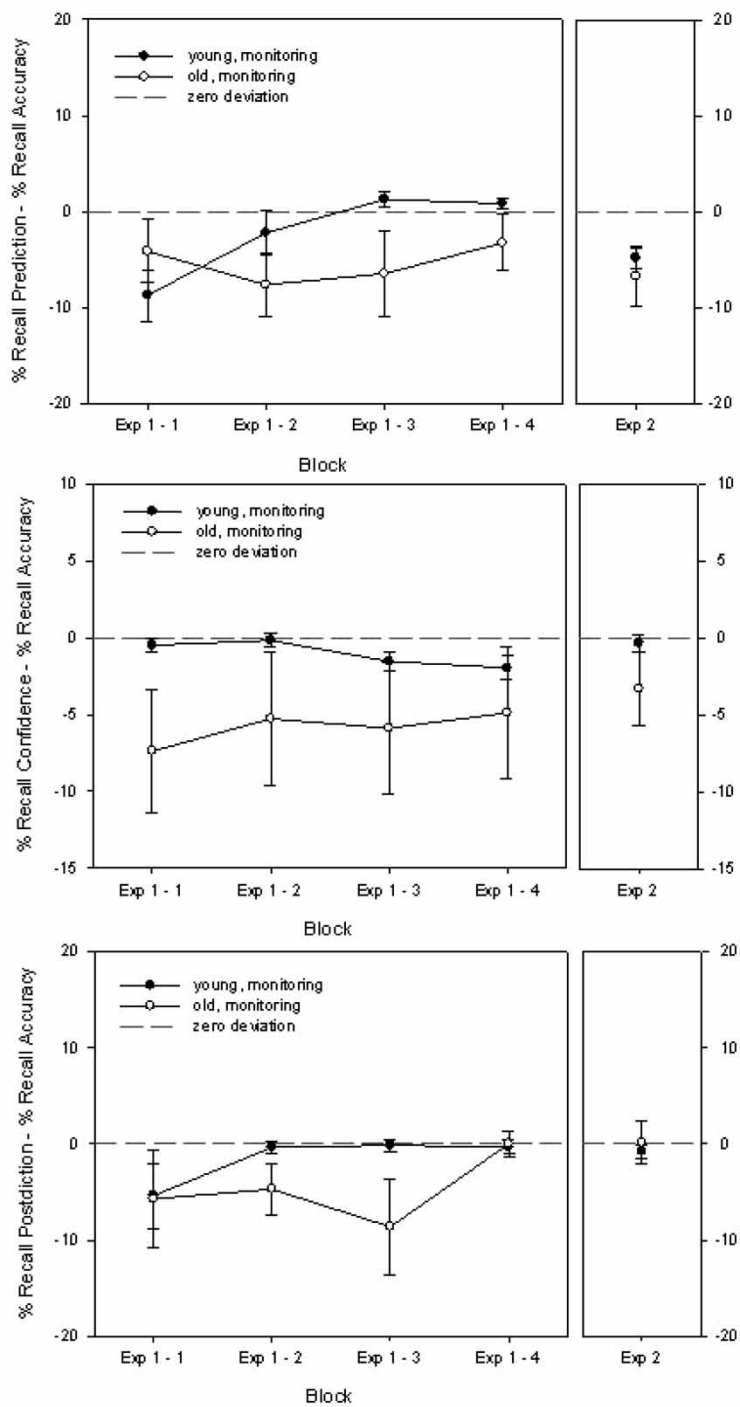 % Recall Prediction - % Recall Accuracy
20
10
0
-10
-20
young, monitoring
old, monitoring
zero deviation
Exp 1 - 1
Exp 1 - 2
Exp 1 - 3
Exp 1 - 4
Block
20
10
0
-10
-20
Exp 2
% Recall Confidence - % Recall Accuracy
10
5
0
-5
-10
-15
young, monitoring
old, monitoring
zero deviation
Exp 1 - 1
Exp 1 - 2
Exp 1 - 3
Exp 1 - 4
Block
10
5
0
-5
-10
-15
Exp 2
% Recall Postdiction - % Recall Accuracy
20
10
0
-10
-20
young, monitoring
old, monitoring
zero deviation
Exp 1 - 1
Exp 1 - 2
Exp 1 - 3
Exp 1 - 4
Block
20
10
0
-10
-20
Exp 2